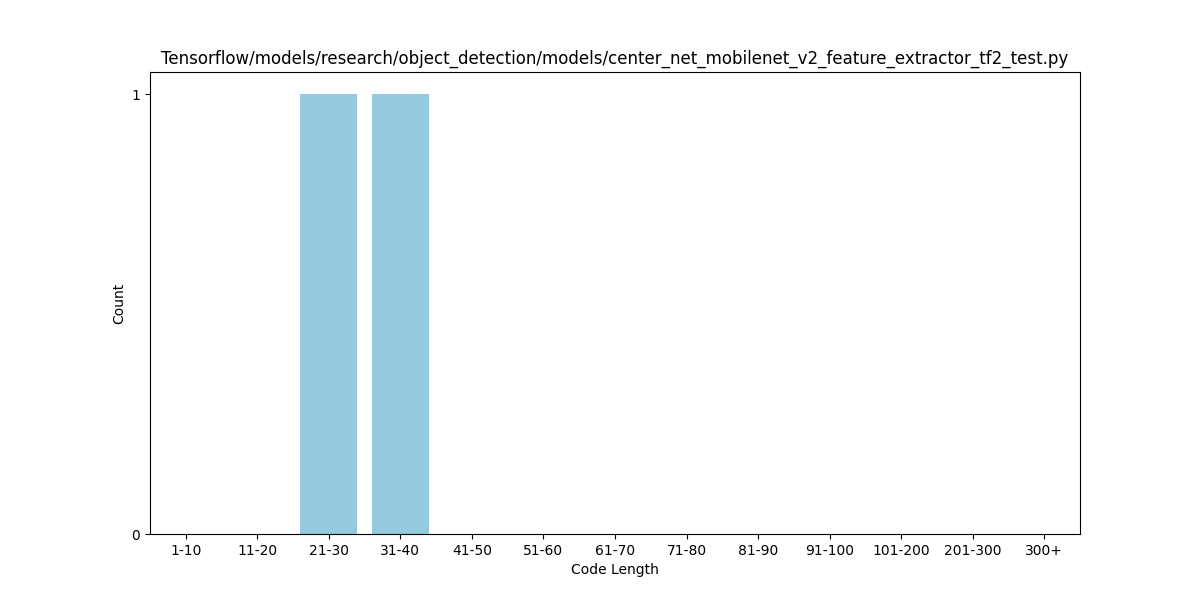 Tensorflow/models/research/object_detection/models/center_net_mobilenet_v2_feature_extractor_tf2_test.py
1
Count
0
1-10 11-20 21-30 31-40 41-50 51-60 61-70 71-80 81-90 91-100 101-200 201-300 300+
Code Length